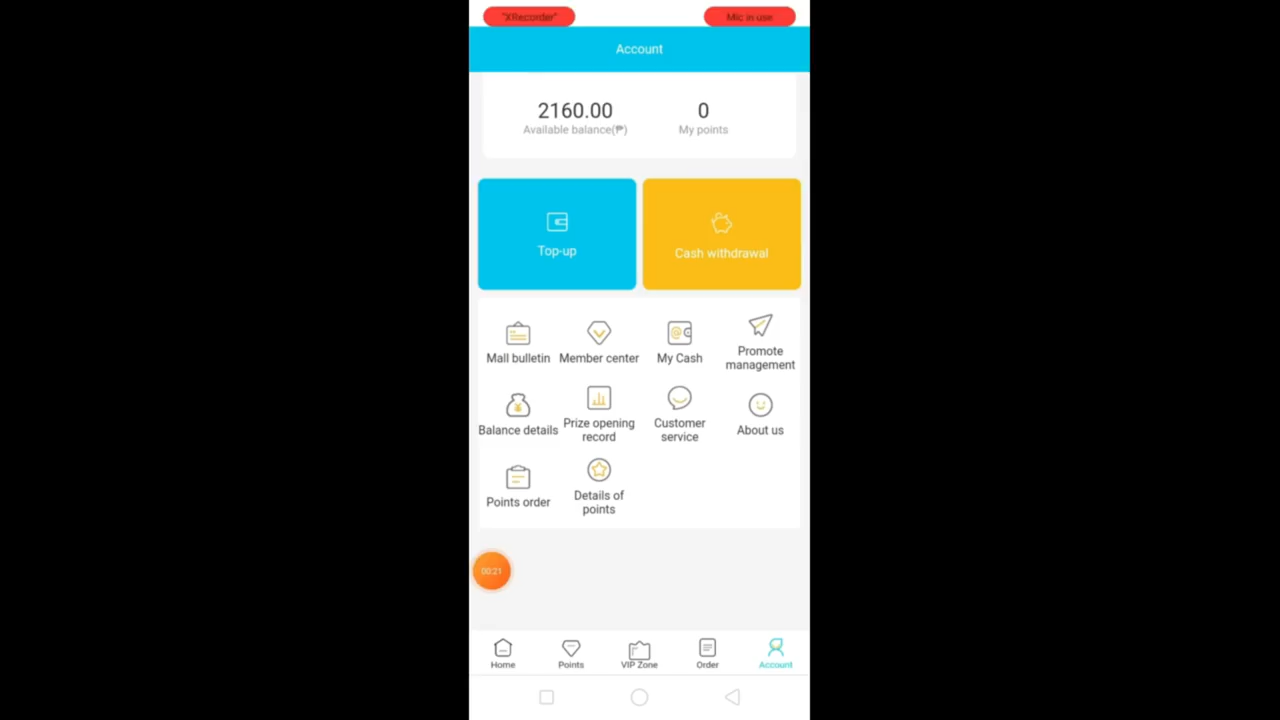 "XRecorder"
Mic in use
Account
2160.00
0
Available balance(₱)
My points
Top-up
Cash withdrawal
Mall bulletin
Member center
My Cash
Promote
management
Balance details
Prize opening
record
Customer
service
About us
Points order
Details of
points
00:21
Home
Points
VIP Zone
Order
Account